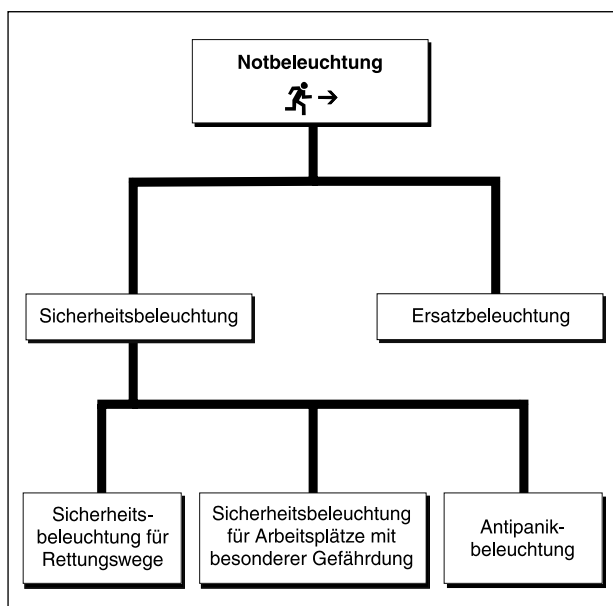 Notbeleuchtung
Sicherheitsbeleuchtung
Ersatzbeleuchtung
Sicherheits-
beleuchtung für
Rettungswege
Sicherheitsbeleuchtung
für Arbeitsplätze mit
besonderer Gefährdung
Antipanik-
beleuchtung